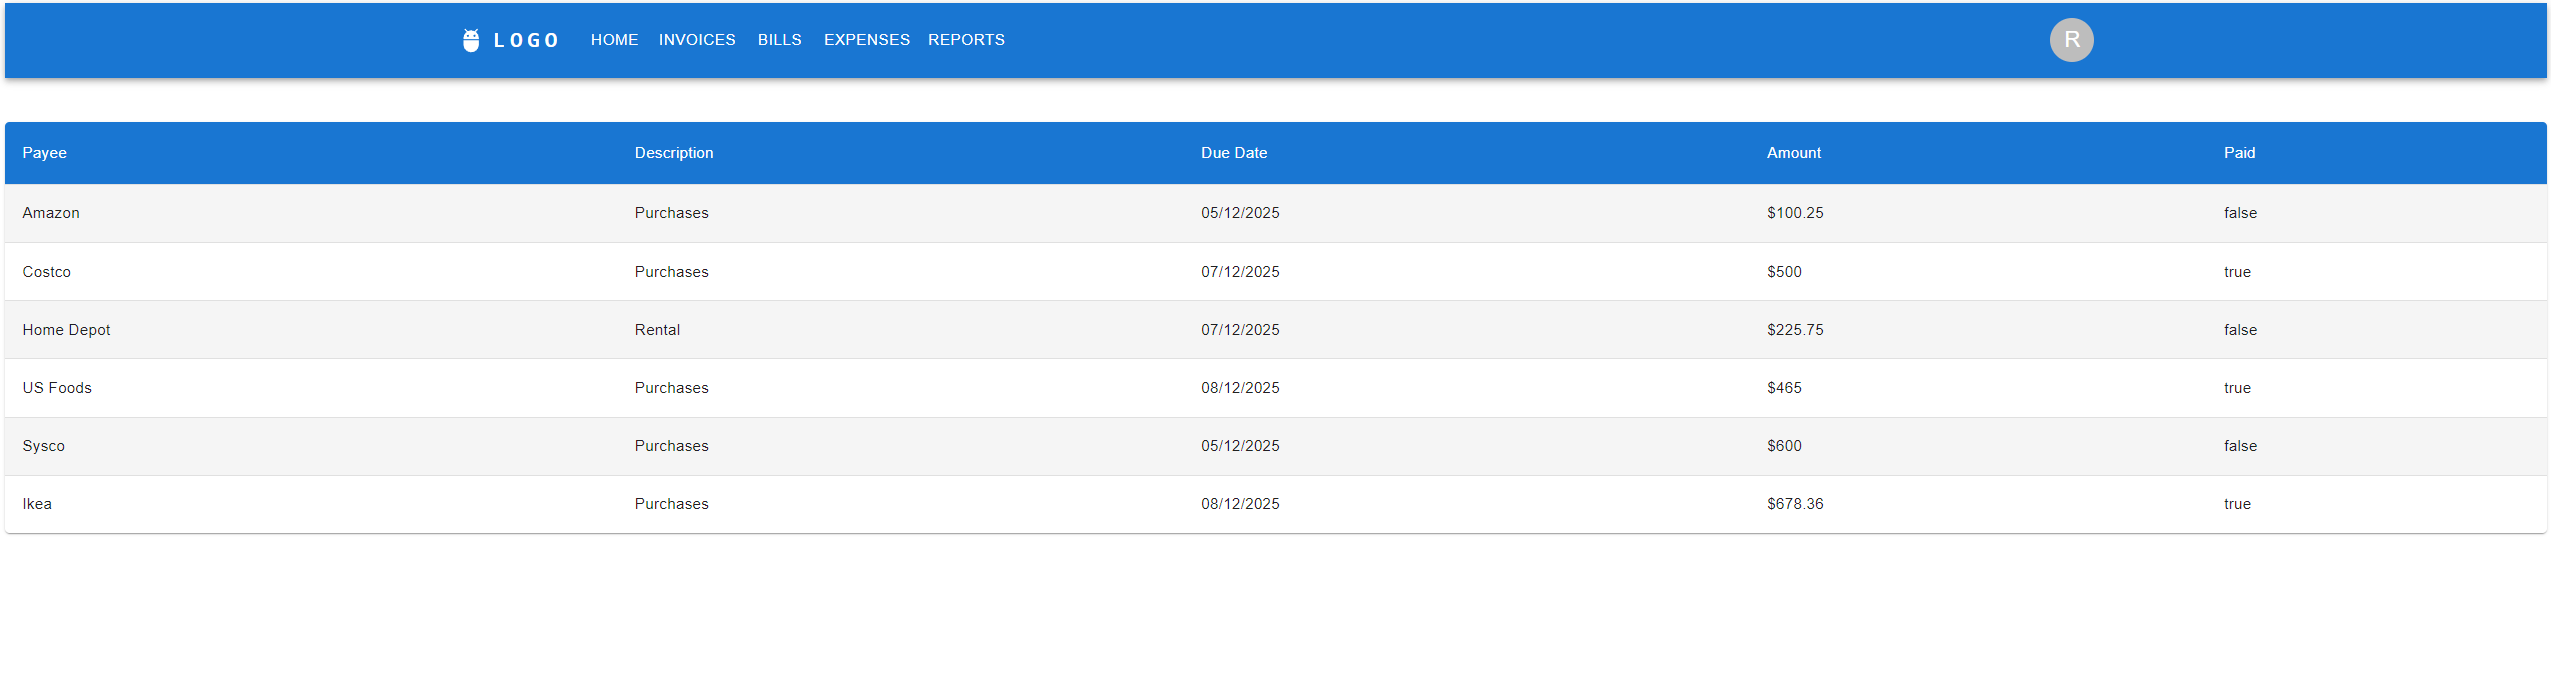 LOGO HOME INVOICES BILLS EXPENSES REPORTS R
Payee Description Due Date Amount Paid
Amazon Purchases 05/12/2025 $100.25 false
Costco Purchases 07/12/2025 $500 true
Home Depot Rental 07/12/2025 $225.75 false
US Foods Purchases 08/12/2025 $465 true
Sysco Purchases 05/12/2025 $600 false
Ikea Purchases 08/12/2025 $678.36 true